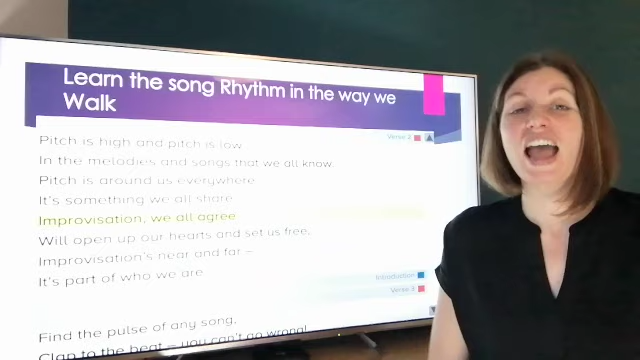 Learn the song Rhythm in the way we
Walk
Verse 2
Pitch is high and pitch is low
In the melodies and songs that we all know.
Pitch is around us everywhere
It's something we all share
Improvisation, we all agree
Will open up our hearts and set us free,
Improvisation's near and far –
It's part of who we are
Introduction
Verse 3
Find the pulse of any song,
Clap to the beat – you can't go wrong!